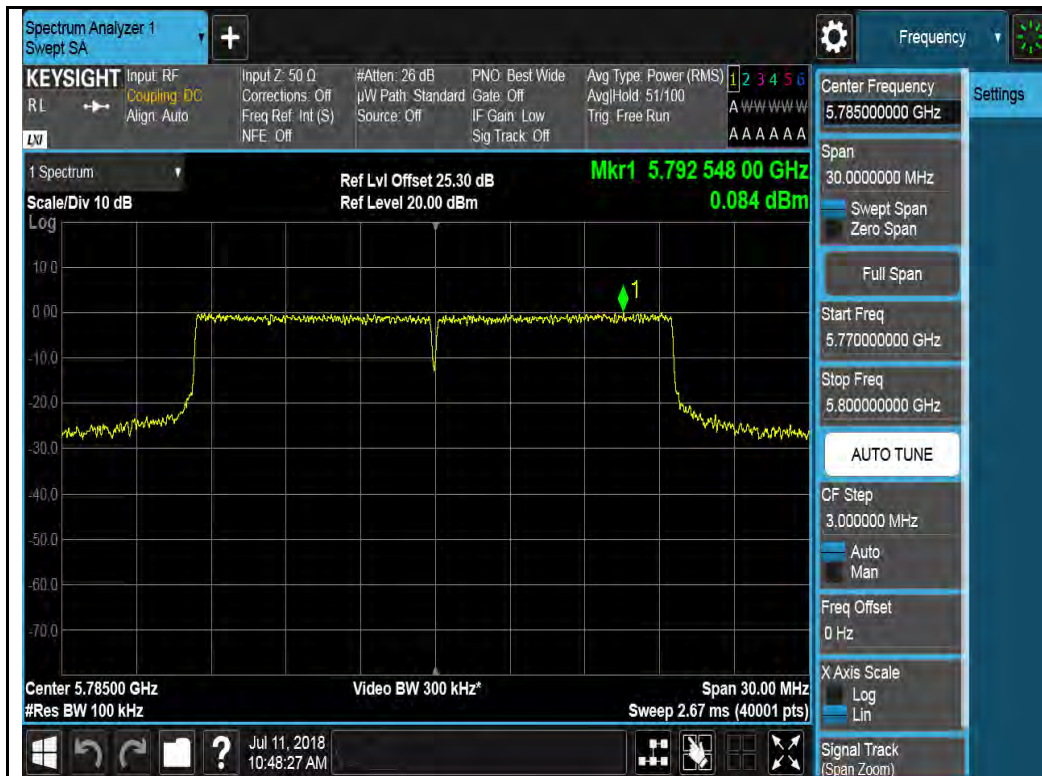 Spectrum Analyzer 1
Swept SA
+
Frequency
KEYSIGHT
RL
LXI
Input: RF
Coupling: DC
Align: Auto
Input Z: 50 Ω
Corrections: Off
Freq Ref: Int (S)
NFE: Off
#Atten: 26 dB
µW Path: Standard
Source: Off
PNO: Best Wide
Gate: Off
IF Gain: Low
Sig Track: Off
Avg Type: Power (RMS)
Avg|Hold: 51/100
Trig: Free Run
1 2 3 4 5 6
A W W W W W
A A A A A A
1 Spectrum
Scale/Div 10 dB
Ref Lvl Offset 25.30 dB
Ref Level 20.00 dBm
Mkr1 5.792 548 00 GHz
0.084 dBm
Log
10.0
0.00
-10.0
-20.0
-30.0
-40.0
-50.0
-60.0
-70.0
1
Center 5.78500 GHz
#Res BW 100 kHz
Video BW 300 kHz*
Span 30.00 MHz
Sweep 2.67 ms (40001 pts)
?
Jul 11, 2018
10:48:27 AM
Center Frequency
5.785000000 GHz
Span
30.0000000 MHz
Swept Span
Zero Span
Full Span
Start Freq
5.770000000 GHz
Stop Freq
5.800000000 GHz
AUTO TUNE
CF Step
3.000000 MHz
Auto
Man
Freq Offset
0 Hz
X Axis Scale
Log
Lin
Signal Track
(Span Zoom)
Settings